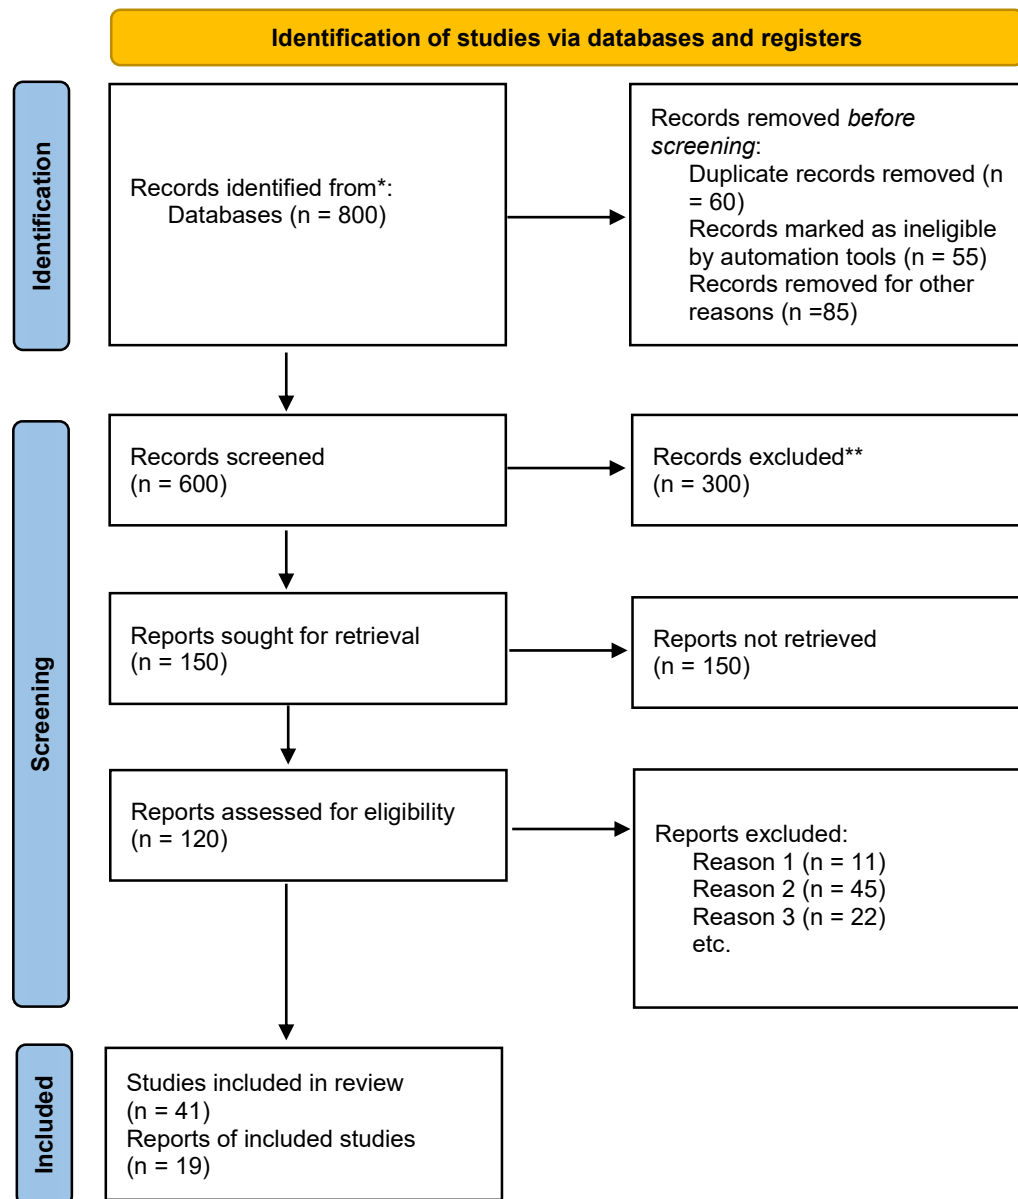 Identification of studies via databases and registers
Identification
Records identified from*:
Databases (n = 800)
Records removed before
screening:
Duplicate records removed (n
= 60)
Records marked as ineligible
by automation tools (n = 55)
Records removed for other
reasons (n =85)
Screening
Records screened
(n = 600)
Records excluded**
(n = 300)
Reports sought for retrieval
(n = 150)
Reports not retrieved
(n = 150)
Reports assessed for eligibility
(n = 120)
Reports excluded:
Reason 1 (n = 11)
Reason 2 (n = 45)
Reason 3 (n = 22)
etc.
Included
Studies included in review
(n = 41)
Reports of included studies
(n = 19)